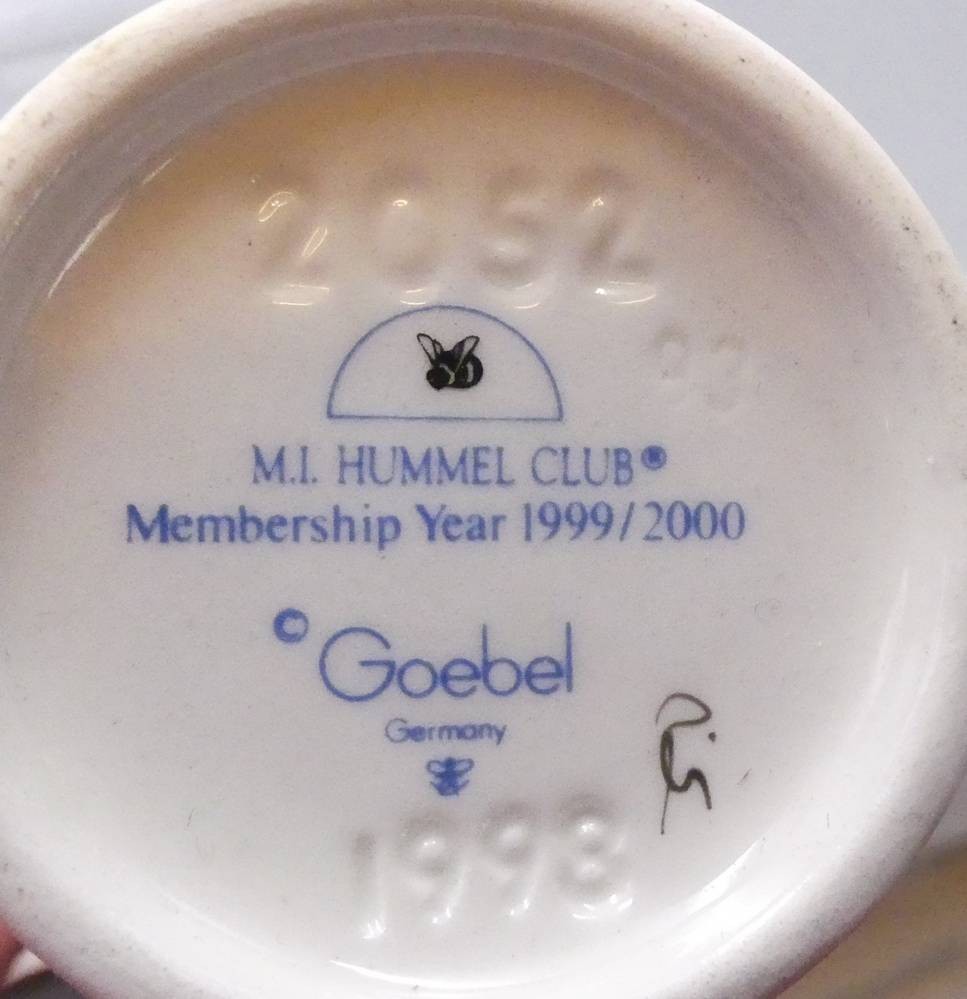 2052
M.I. HUMMEL CLUB®
Membership Year 1999/2000
© Goebel
Germany
1998